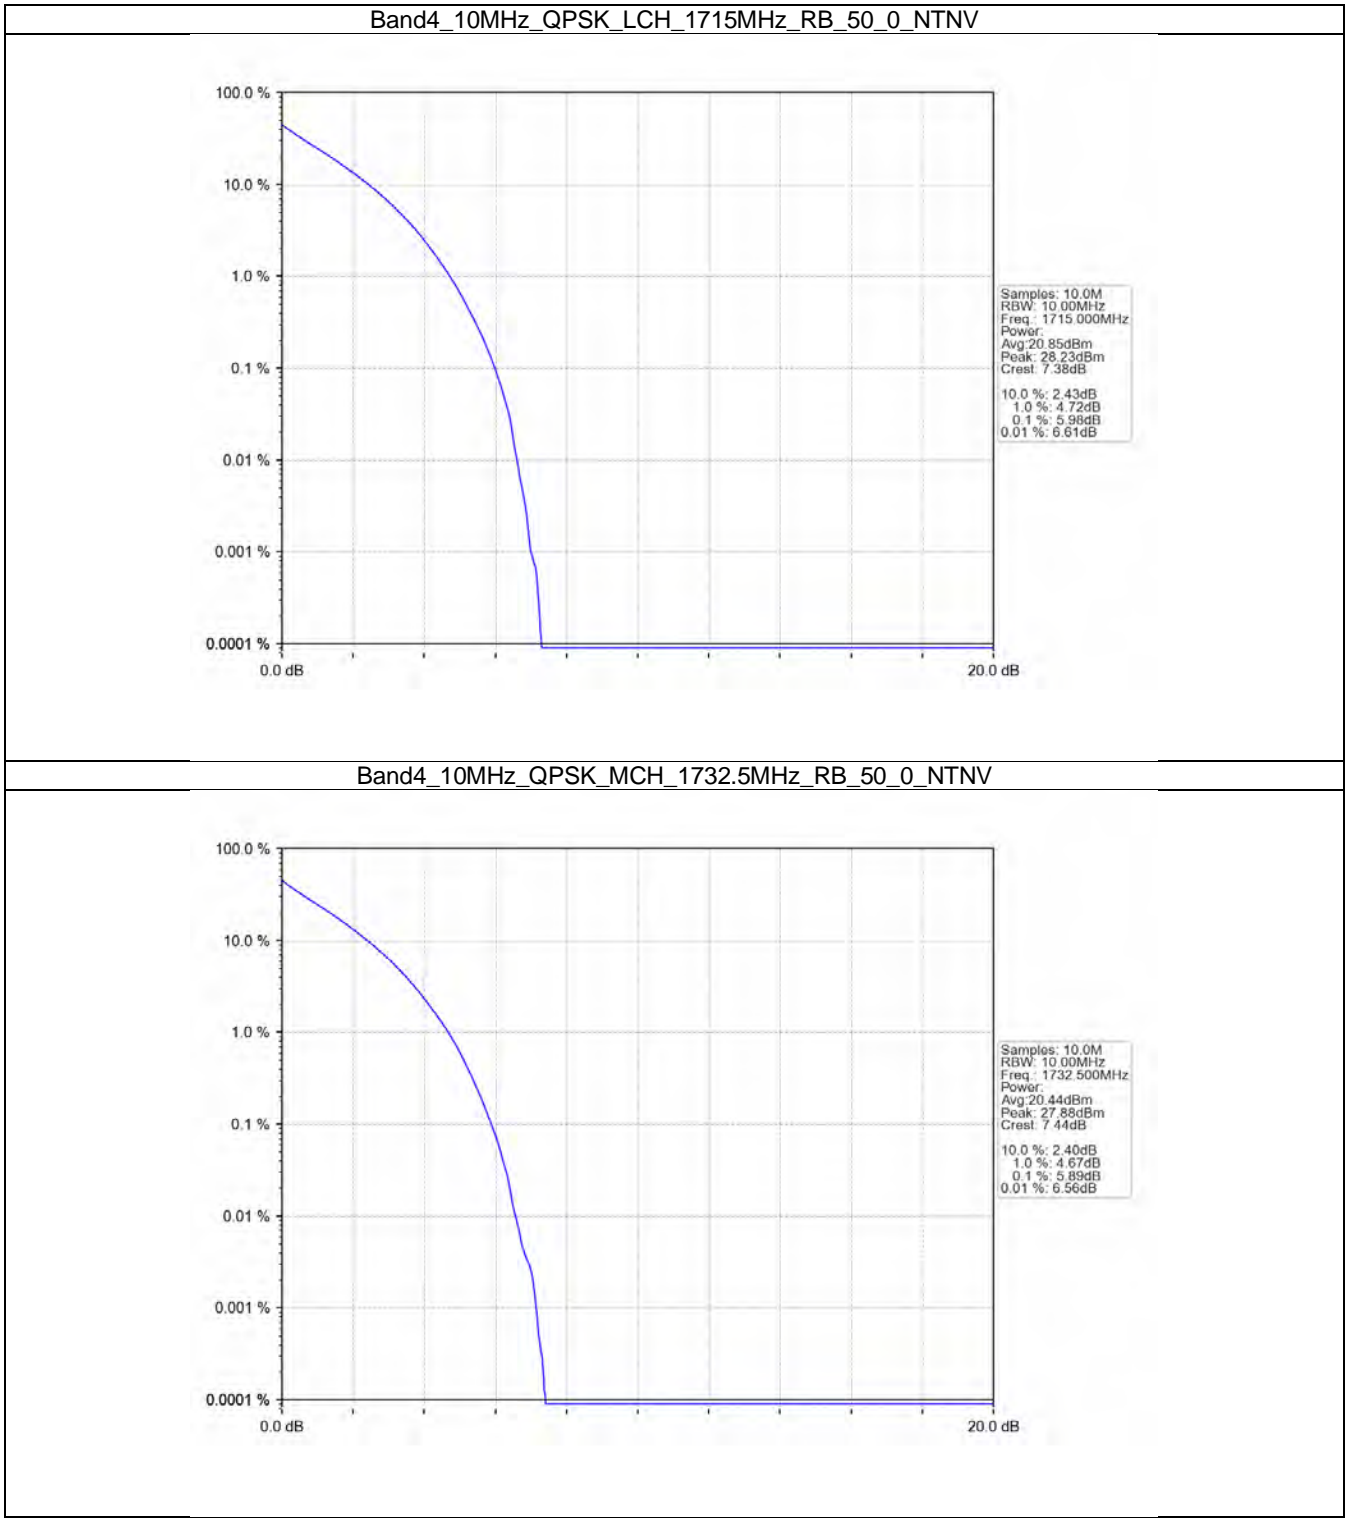 Band4_10MHz_QPSK_LCH_1715MHz_RB_50_0_NTNV
100.0 %
10.0 %
1.0 %
0.1 %
0.01 %
0.001 %
0.0001 %
0.0 dB
20.0 dB
Samples: 10.0M
RBW: 10.00MHz
Freq.: 1715.000MHz
Power:
Avg:20.85dBm
Peak: 28.23dBm
Crest: 7.38dB
10.0 %: 2.43dB
1.0 %: 4.72dB
0.1 %: 5.98dB
0.01 %: 6.61dB
Band4_10MHz_QPSK_MCH_1732.5MHz_RB_50_0_NTNV
100.0 %
10.0 %
1.0 %
0.1 %
0.01 %
0.001 %
0.0001 %
0.0 dB
20.0 dB
Samples: 10.0M
RBW: 10.00MHz
Freq.: 1732.500MHz
Power:
Avg:20.44dBm
Peak: 27.88dBm
Crest: 7.44dB
10.0 %: 2.40dB
1.0 %: 4.67dB
0.1 %: 5.89dB
0.01 %: 6.56dB